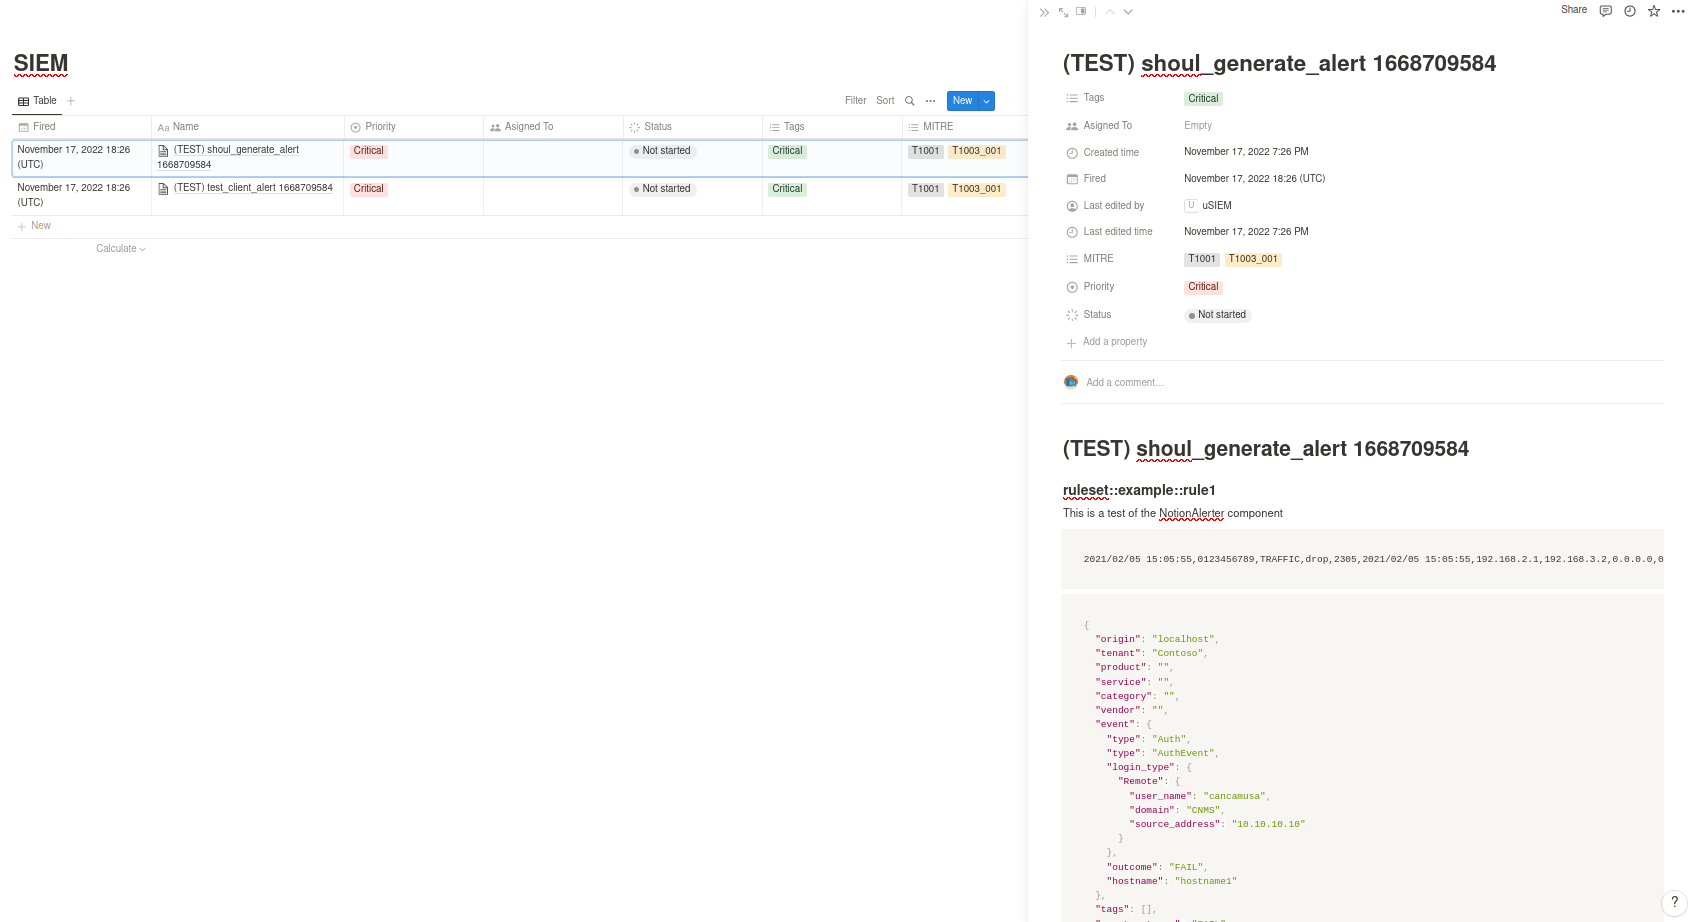 SIEM
Table
Filter Sort New
Fired Name Priority Asigned To Status Tags MITRE
November 17, 2022 18:26 (TEST) shoul_generate_alert Critical Not started Critical T1001 T1003_001
(UTC) 1668709584
November 17, 2022 18:26 (TEST) test_client_alert 1668709584 Critical Not started Critical T1001 T1003_001
(UTC)
New
Calculate
Share
(TEST) shoul_generate_alert 1668709584
Tags Critical
Asigned To Empty
Created time November 17, 2022 7:26 PM
Fired November 17, 2022 18:26 (UTC)
Last edited by U uSIEM
Last edited time November 17, 2022 7:26 PM
MITRE T1001 T1003_001
Priority Critical
Status Not started
Add a property
Add a comment…
(TEST) shoul_generate_alert 1668709584
ruleset::example::rule1
This is a test of the NotionAlerter component
2021/02/05 15:05:55,0123456789,TRAFFIC,drop,2305,2021/02/05 15:05:55,192.168.2.1,192.168.3.2,0.0.0.0,0
{
"origin": "localhost",
"tenant": "Contoso",
"product": "",
"service": "",
"category": "",
"vendor": "",
"event": {
"type": "Auth",
"type": "AuthEvent",
"login_type": {
"Remote": {
"user_name": "cancamusa",
"domain": "CNMS",
"source_address": "10.10.10.10"
}
},
"outcome": "FAIL",
"hostname": "hostname1"
},
"tags": [],
?